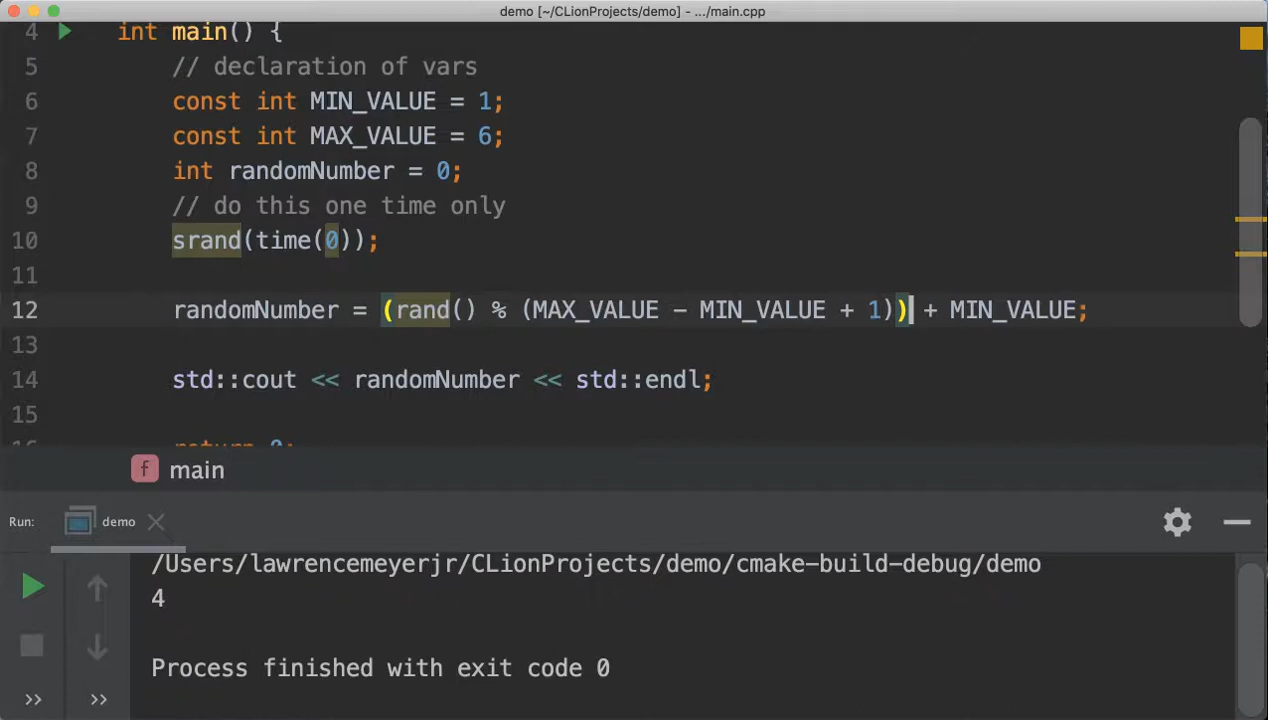 demo [~/CLionProjects/demo] - .../main.cpp
4 int main() {
5 // declaration of vars
6 const int MIN_VALUE = 1;
7 const int MAX_VALUE = 6;
8 int randomNumber = 0;
9 // do this one time only
10 srand(time(0));
11
12 randomNumber = (rand() % (MAX_VALUE - MIN_VALUE + 1)) + MIN_VALUE;
13
14 std::cout << randomNumber << std::endl;
15
16 return 0;
f main
Run: demo
/Users/lawrencemeyerjr/CLionProjects/demo/cmake-build-debug/demo
4
Process finished with exit code 0